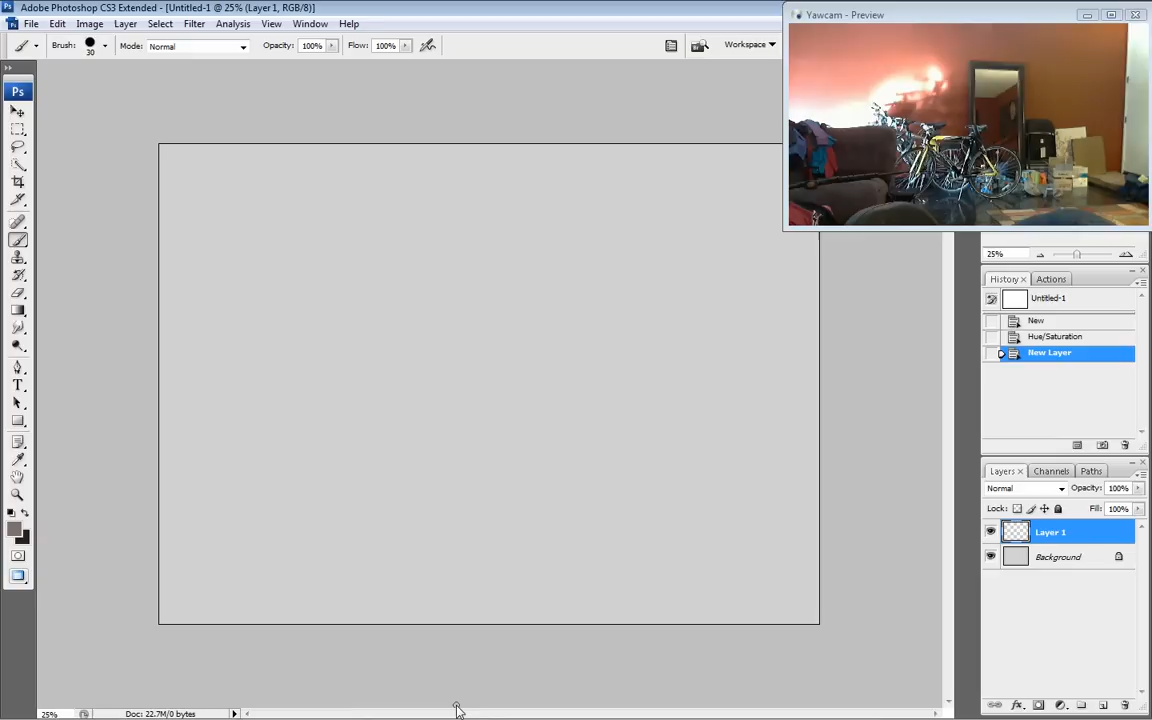 Adobe Photoshop CS3 Extended - [Untitled-1 @ 25% (Layer 1, RGB/8)]
Yawcam - Preview
File Edit Image Layer Select Filter Analysis View Window Help
Brush: 30 Mode: Normal Opacity: 100% Flow: 100% Workspace
Ps
T
25%
History × Actions
Untitled-1
New
Hue/Saturation
New Layer
Layers × Channels Paths
Normal Opacity: 100%
Lock: Fill: 100%
Layer 1
Background
fx
25% Doc: 22.7M/0 bytes